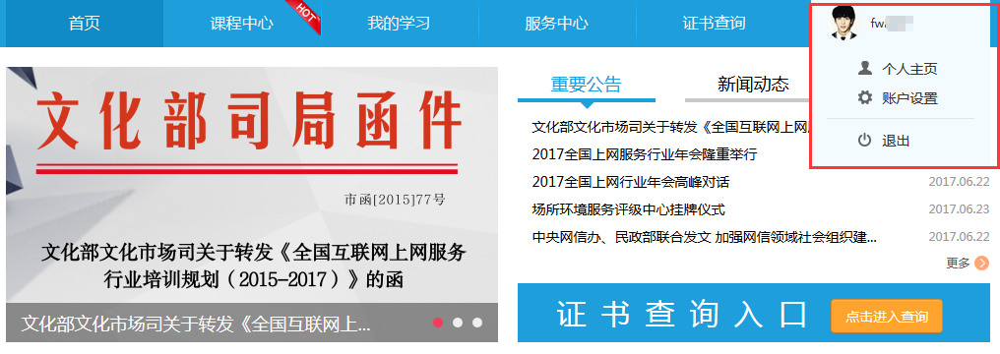 首页
课程中心
HOT
我的学习
服务中心
证书查询
个人主页
账户设置
退出
文化部司局函件
市函[2015]77号
文化部文化市场司关于转发《全国互联网上网服务
行业培训规划（2015-2017）》的函
文化部文化市场司关于转发《全国互联网上...
重要公告
新闻动态
文化部文化市场司关于转发《全国互联网上网
2017全国上网服务行业年会隆重举行
2017全国上网行业年会高峰对话 2017.06.22
场所环境服务评级中心挂牌仪式 2017.06.23
中央网信办、民政部联合发文 加强网信领域社会组织建... 2017.06.22
更多 >
证书查询入口
点击进入查询